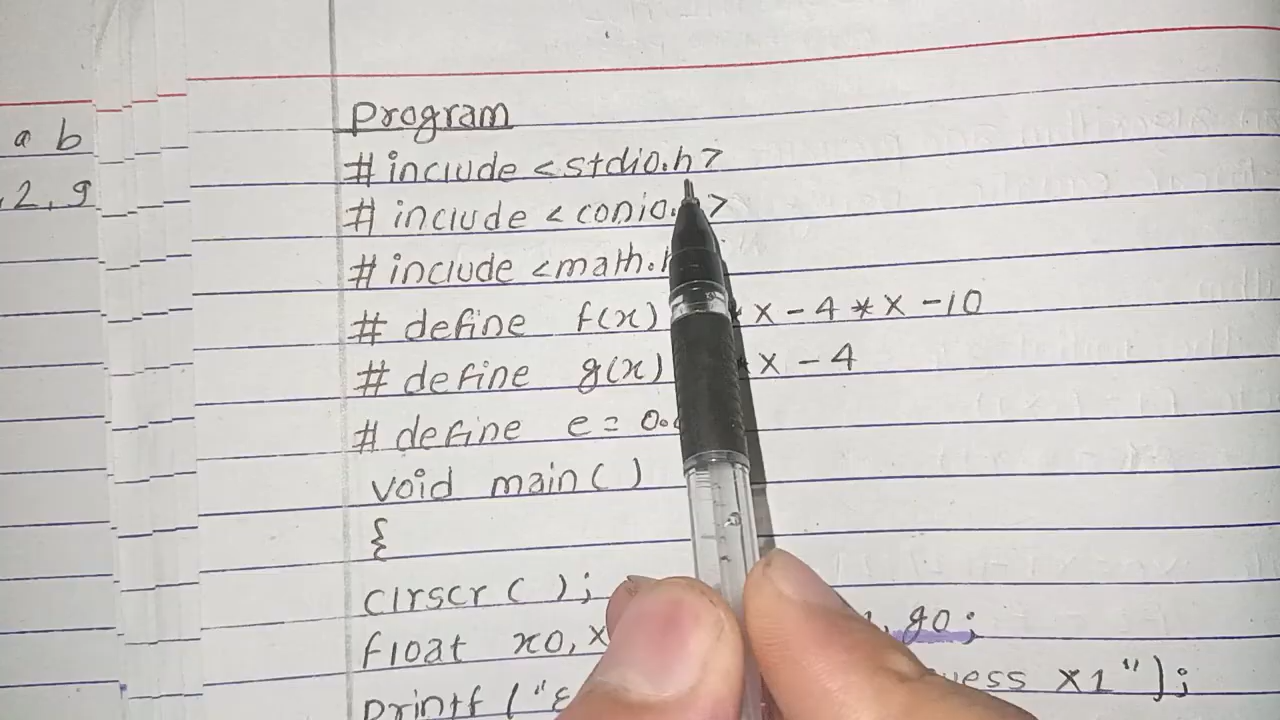 a b
, 2, 9
Program
# include <stdio.h>
# include <conio. >
# include <math.h
# define f(x) *x-4*x-10
# define g(x) *x-4
# define e = 0.
void main( )
{
clrscr ( );
float x0, x , g0;
printf ("E uess x1");